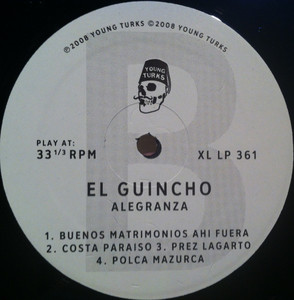 ℗2008 YOUNG TURKS ©2008 YOUNG TURKS
YOUNG
TURKS
PLAY AT:
33 1/3 RPM
XL LP 361
B
EL GUINCHO
ALEGRANZA
1. BUENOS MATRIMONIOS AHI FUERA
2. COSTA PARAISO 3. PREZ LAGARTO
4. POLCA MAZURCA